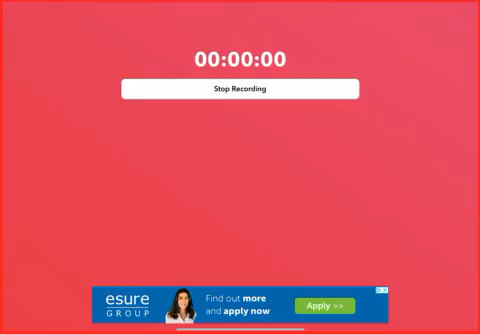 00:00:00
Stop Recording
esure
GROUP
Find out more
and apply now
Apply >>